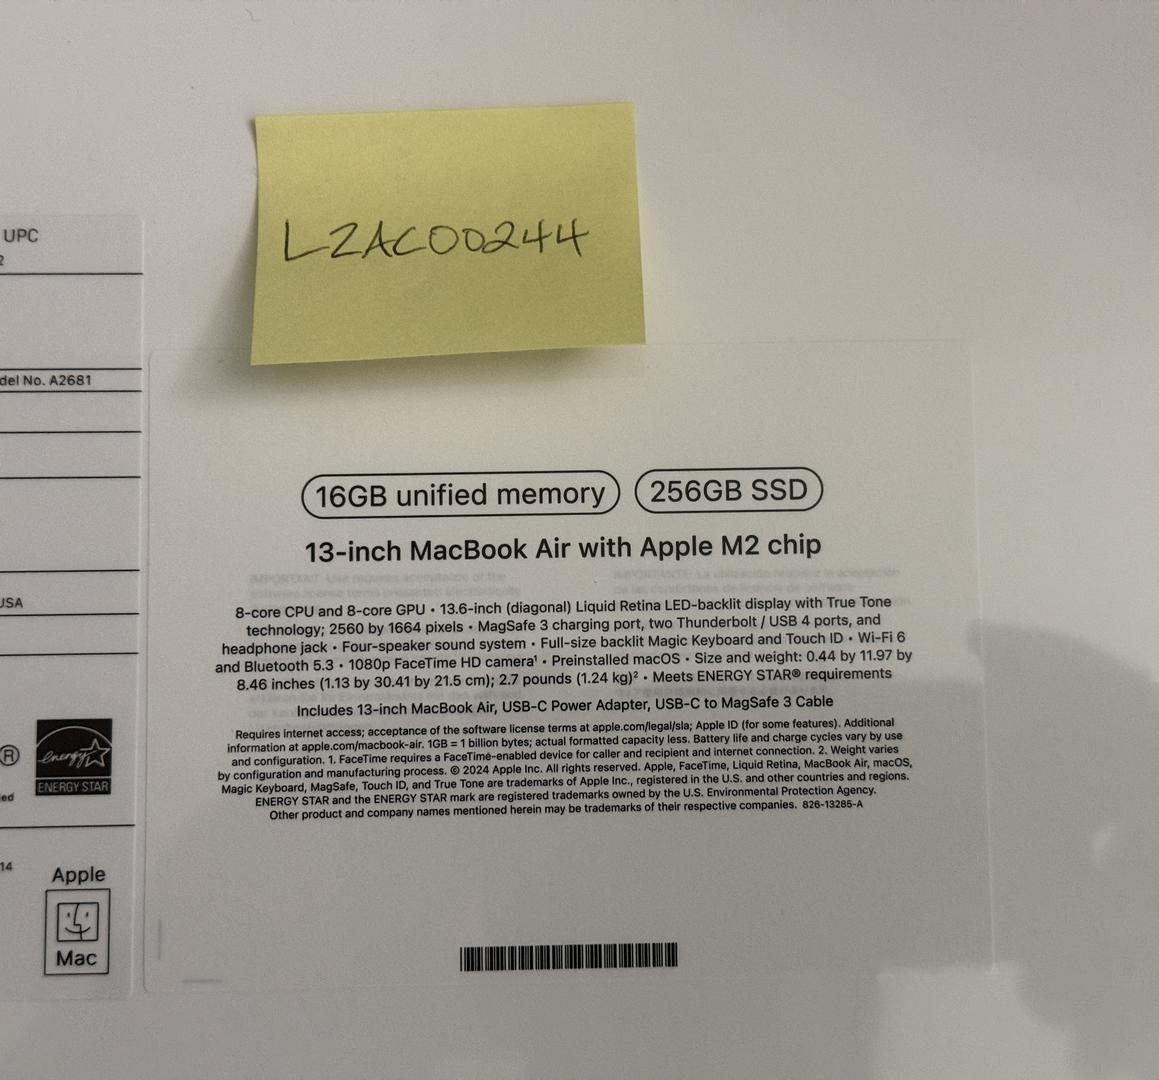 LZAC00244
UPC
2
del No. A2681
USA
®
energy
ENERGY STAR
ed
14
Apple
Mac
16GB unified memory
256GB SSD
13-inch MacBook Air with Apple M2 chip
8-core CPU and 8-core GPU • 13.6-inch (diagonal) Liquid Retina LED-backlit display with True Tone
technology; 2560 by 1664 pixels • MagSafe 3 charging port, two Thunderbolt / USB 4 ports, and
headphone jack • Four-speaker sound system • Full-size backlit Magic Keyboard and Touch ID • Wi-Fi 6
and Bluetooth 5.3 • 1080p FaceTime HD camera¹ • Preinstalled macOS • Size and weight: 0.44 by 11.97 by
8.46 inches (1.13 by 30.41 by 21.5 cm); 2.7 pounds (1.24 kg)² • Meets ENERGY STAR® requirements
Includes 13-inch MacBook Air, USB-C Power Adapter, USB-C to MagSafe 3 Cable
Requires internet access; acceptance of the software license terms at apple.com/legal/sla; Apple ID (for some features). Additional
information at apple.com/macbook-air. 1GB = 1 billion bytes; actual formatted capacity less. Battery life and charge cycles vary by use
and configuration. 1. FaceTime requires a FaceTime-enabled device for caller and recipient and internet connection. 2. Weight varies
by configuration and manufacturing process. © 2024 Apple Inc. All rights reserved. Apple, FaceTime, Liquid Retina, MacBook Air, macOS,
Magic Keyboard, MagSafe, Touch ID, and True Tone are trademarks of Apple Inc., registered in the U.S. and other countries and regions.
ENERGY STAR and the ENERGY STAR mark are registered trademarks owned by the U.S. Environmental Protection Agency.
Other product and company names mentioned herein may be trademarks of their respective companies. 826-13285-A